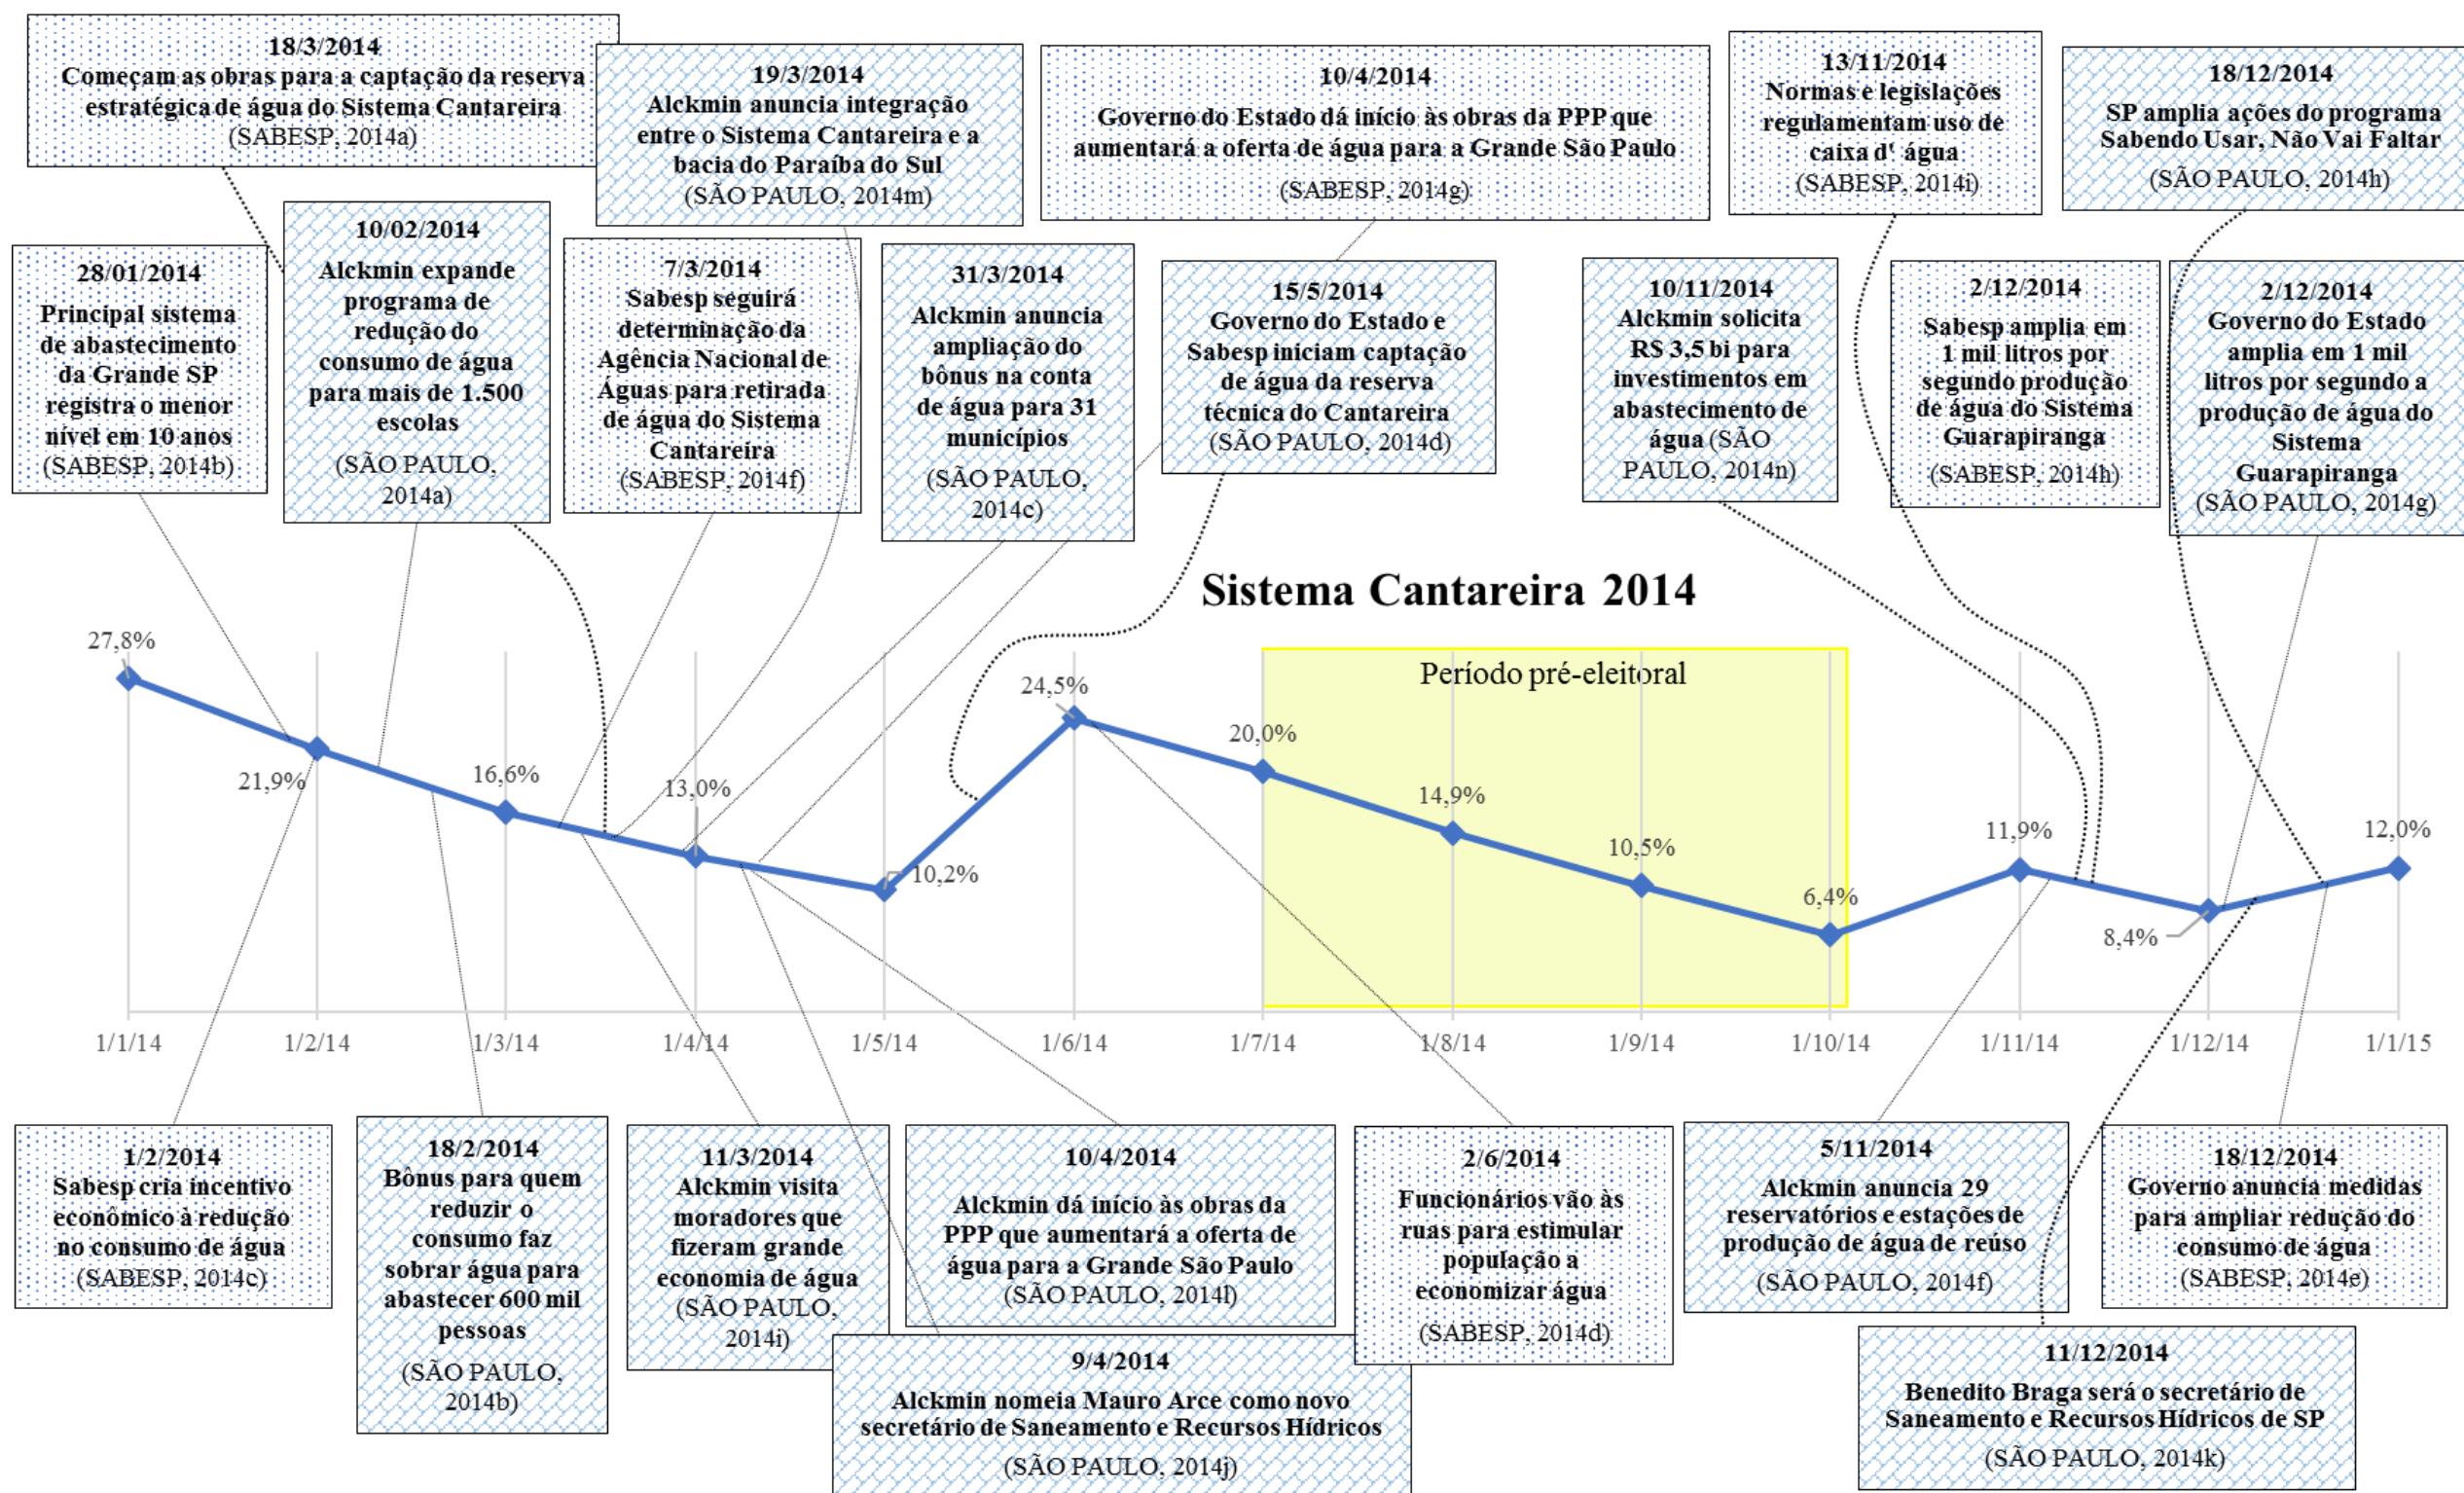 18/3/2014
Começam as obras para a captação da reserva
estratégica de água do Sistema Cantareira
(SABESP, 2014a)
19/3/2014
Alckmin anuncia integração
entre o Sistema Cantareira e a
bacia do Paraíba do Sul
(SÃO PAULO, 2014m)
10/4/2014
Governo do Estado dá início às obras da PPP que
aumentará a oferta de água para a Grande São Paulo
(SABESP, 2014g)
13/11/2014
Normas e legislações
regulamentam uso de
caixa d' água
(SABESP, 2014i)
18/12/2014
SP amplia ações do programa
Sabendo Usar, Não Vai Faltar
(SÃO PAULO, 2014h)
28/01/2014
Principal sistema
de abastecimento
da Grande SP
registra o menor
nível em 10 anos
(SABESP, 2014b)
10/02/2014
Alckmin expande
programa de
redução do
consumo de água
para mais de 1.500
escolas
(SÃO PAULO,
2014a)
7/3/2014
Sabesp seguirá
determinação da
Agência Nacional de
Águas para retirada
de água do Sistema
Cantareira
(SABESP, 2014f)
31/3/2014
Alckmin anuncia
ampliação do
bônus na conta
de água para 31
municípios
(SÃO PAULO,
2014c)
15/5/2014
Governo do Estado e
Sabesp iniciam captação
de água da reserva
técnica do Cantareira
(SÃO PAULO, 2014d)
10/11/2014
Alckmin solicita
R$ 3,5 bi para
investimentos em
abastecimento de
água (SÃO
PAULO, 2014n)
2/12/2014
Sabesp amplia em
1 mil litros por
segundo produção
de água do Sistema
Guarapiranga
(SABESP, 2014h)
2/12/2014
Governo do Estado
amplia em 1 mil
litros por segundo a
produção de água do
Sistema
Guarapiranga
(SÃO PAULO, 2014g)
Sistema Cantareira 2014
Período pré-eleitoral
27,8%
21,9%
16,6%
13,0%
10,2%
24,5%
20,0%
14,9%
10,5%
6,4%
11,9%
8,4%
12,0%
1/1/14
1/2/14
1/3/14
1/4/14
1/5/14
1/6/14
1/7/14
1/8/14
1/9/14
1/10/14
1/11/14
1/12/14
1/1/15
1/2/2014
Sabesp cria incentivo
econômico à redução
no consumo de água
(SABESP, 2014c)
18/2/2014
Bônus para quem
reduzir o
consumo faz
sobrar água para
abastecer 600 mil
pessoas
(SÃO PAULO,
2014b)
11/3/2014
Alckmin visita
moradores que
fizeram grande
economia de água
(SÃO PAULO,
2014i)
10/4/2014
Alckmin dá início às obras da
PPP que aumentará a oferta de
água para a Grande São Paulo
(SÃO PAULO, 2014l)
9/4/2014
Alckmin nomeia Mauro Arce como novo
secretário de Saneamento e Recursos Hídricos
(SÃO PAULO, 2014j)
2/6/2014
Funcionários vão às
ruas para estimular
população a
economizar água
(SABESP, 2014d)
5/11/2014
Alckmin anuncia 29
reservatórios e estações de
produção de água de reúso
(SÃO PAULO, 2014f)
18/12/2014
Governo anuncia medidas
para ampliar redução do
consumo de água
(SABESP, 2014e)
11/12/2014
Benedito Braga será o secretário de
Saneamento e Recursos Hídricos de SP
(SÃO PAULO, 2014k)